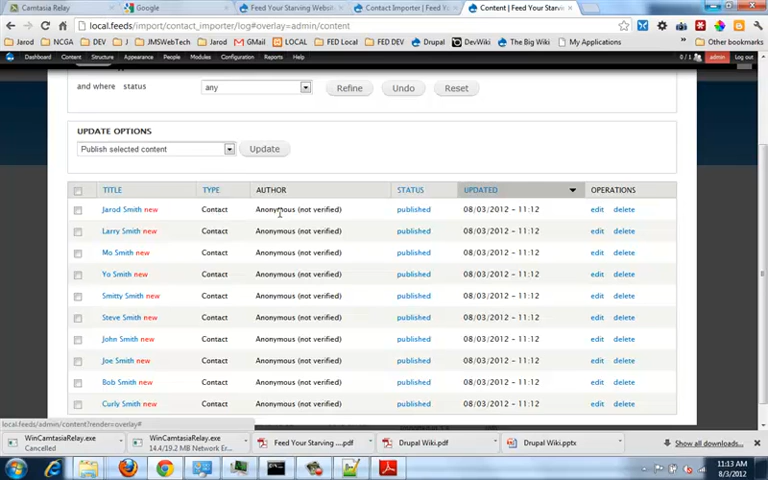 Camtasia Relay
Google
Feed Your Starving Websit
Contact Importer | Feed Yo
Content | Feed Your Starv
local.feeds/import/contact_importer/log#overlay=admin/content
Jarod
NCGA
DEV
J
JMSWebTech
Jarod
GMail
LOCAL
FED Local
FED DEV
Drupal
DevWiki
The Big Wiki
My Applications
Other bookmarks
Dashboard Content Structure Appearance People Modules Configuration Reports Help
0 / 1 admin Log out
and where status any Refine Undo Reset
UPDATE OPTIONS
Publish selected content Update
TITLE TYPE AUTHOR STATUS UPDATED OPERATIONS
Jarod Smith new Contact Anonymous (not verified) published 08/03/2012 - 11:12 edit delete
Larry Smith new Contact Anonymous (not verified) published 08/03/2012 - 11:12 edit delete
Mo Smith new Contact Anonymous (not verified) published 08/03/2012 - 11:12 edit delete
Yo Smith new Contact Anonymous (not verified) published 08/03/2012 - 11:12 edit delete
Smitty Smith new Contact Anonymous (not verified) published 08/03/2012 - 11:12 edit delete
Steve Smith new Contact Anonymous (not verified) published 08/03/2012 - 11:12 edit delete
John Smith new Contact Anonymous (not verified) published 08/03/2012 - 11:12 edit delete
Joe Smith new Contact Anonymous (not verified) published 08/03/2012 - 11:12 edit delete
Bob Smith new Contact Anonymous (not verified) published 08/03/2012 - 11:12 edit delete
Curly Smith new Contact Anonymous (not verified) published 08/03/2012 - 11:12 edit delete
local.feeds/admin/content?render=overlay#
WinCamtasiaRelay.exe
Cancelled
WinCamtasiaRelay.exe
14.4/19.2 MB Network Er...
Feed Your Starving ....pdf
Drupal Wiki.pdf
Drupal Wiki.pptx
Show all downloads...
11:13 AM
8/3/2012